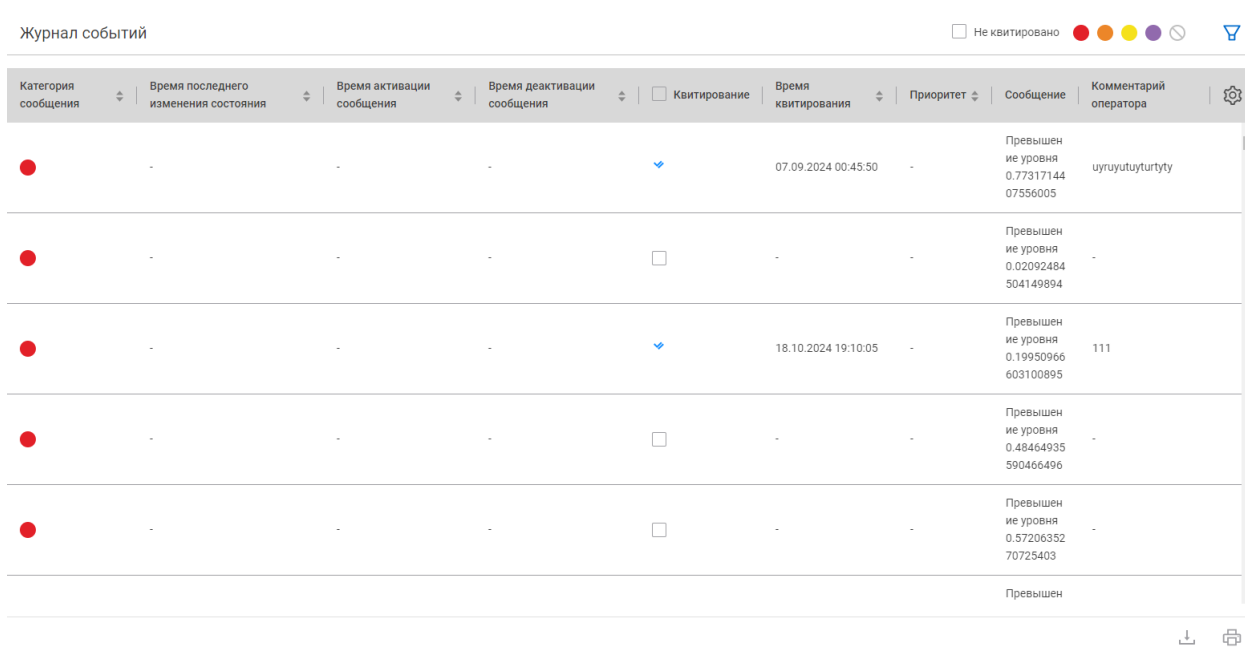 Журнал событий
Не квитировано
Категория
сообщения
Время последнего
изменения состояния
Время активации
сообщения
Время деактивации
сообщения
Квитирование
Время
квитирования
Приоритет
Сообщение
Комментарий
оператора
- - -
07.09.2024 00:45:50
-
Превышен
ие уровня
0.77317144
07556005
uyruyutuyturtyty
- - -
-
-
Превышен
ие уровня
0.02092484
504149894
-
- - -
18.10.2024 19:10:05
-
Превышен
ие уровня
0.19950966
603100895
111
- - -
-
-
Превышен
ие уровня
0.48464935
590466496
-
- - -
-
-
Превышен
ие уровня
0.57206352
70725403
-
Превышен